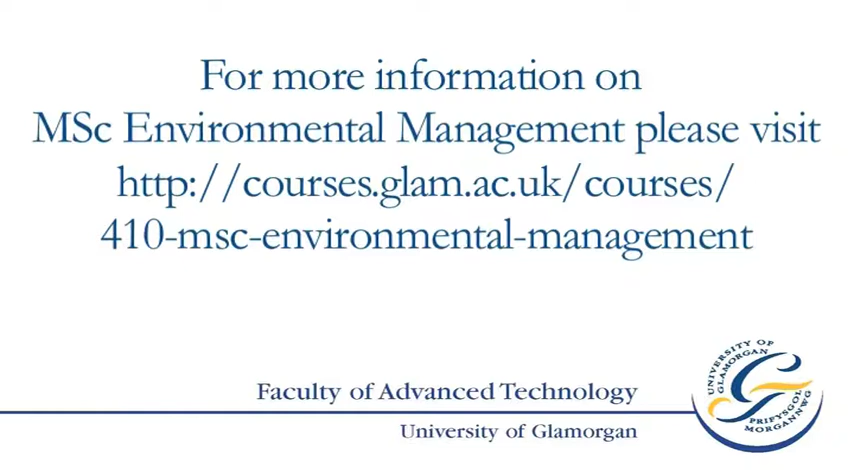 For more information on
MSc Environmental Management please visit
http://courses.glam.ac.uk/courses/
410-msc-environmental-management
Faculty of Advanced Technology
University of Glamorgan
UNIVERSITY OF
GLAMORGAN
PRIFYSGOL
MORGANNWG